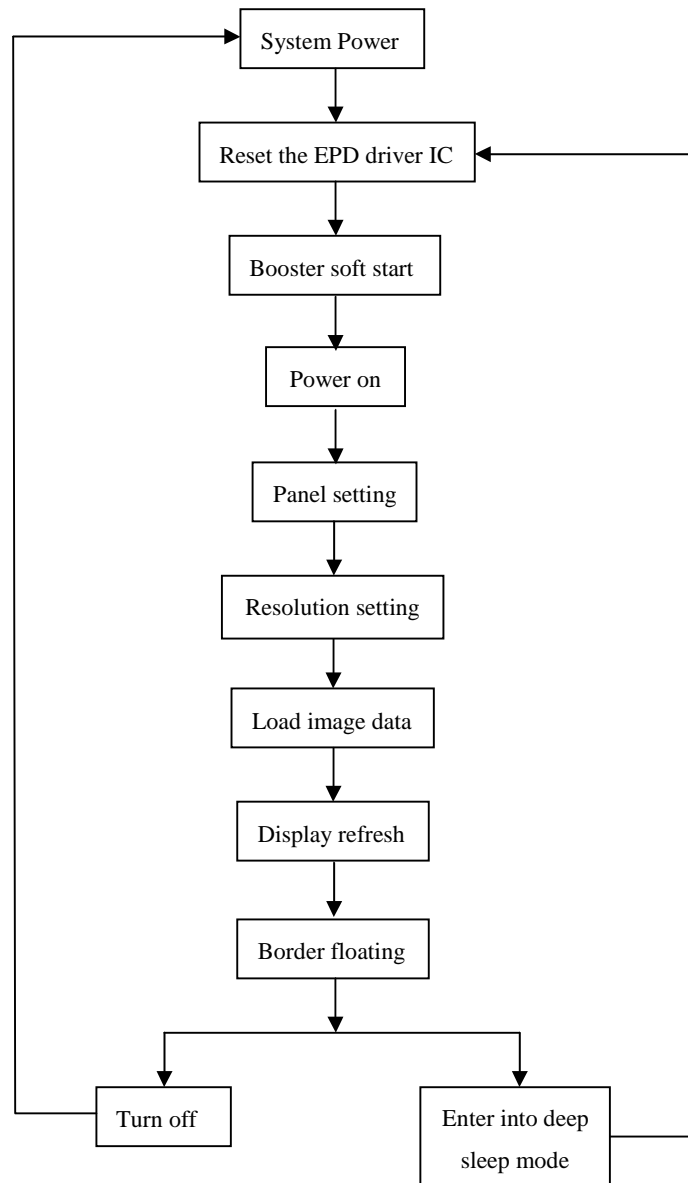 System Power
Reset the EPD driver IC
Booster soft start
Power on
Panel setting
Resolution setting
Load image data
Display refresh
Border floating
Turn off
Enter into deep
sleep mode